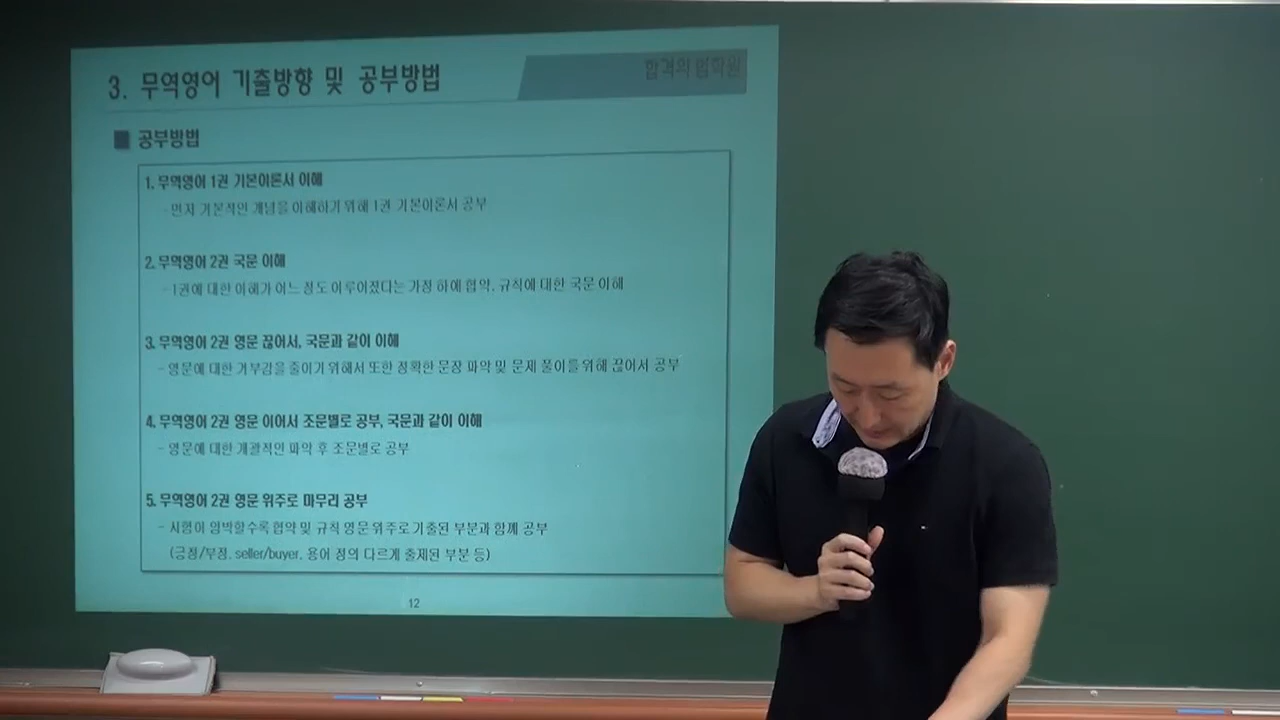 3. 무역영어 기출방향 및 공부방법
합격의 법학원
■ 공부방법
1. 무역영어 1권 기본이론서 이해
- 먼저 기본적인 개념을 이해하기 위해 1권 기본이론서 공부
2. 무역영어 2권 국문 이해
- 1권에 대한 이해가 어느 정도 이루어졌다는 가정 하에 협약, 규칙에 대한 국문 이해
3. 무역영어 2권 영문 끊어서, 국문과 같이 이해
- 영문에 대한 거부감을 줄이기 위해서 또한 정확한 문장 파악 및 문제 풀이를 위해 끊어서 공부
4. 무역영어 2권 영문 이어서 조문별로 공부, 국문과 같이 이해
- 영문에 대한 개괄적인 파악 후 조문별로 공부
5. 무역영어 2권 영문 위주로 마무리 공부
- 시험이 임박할수록 협약 및 규칙 영문 위주로 기출된 부분과 함께 공부
(긍정/부정, seller/buyer, 용어 정의 다르게 출제된 부분 등)
12